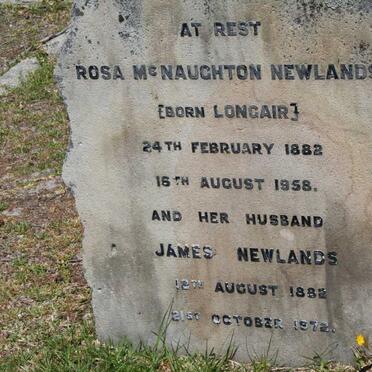 AT REST
ROSA McNAUGHTON NEWLANDS
[BORN LONGAIR]
24TH FEBRUARY 1882
16TH AUGUST 1958.
AND HER HUSBAND
JAMES NEWLANDS
12TH AUGUST 1882
21ST OCTOBER 1972.